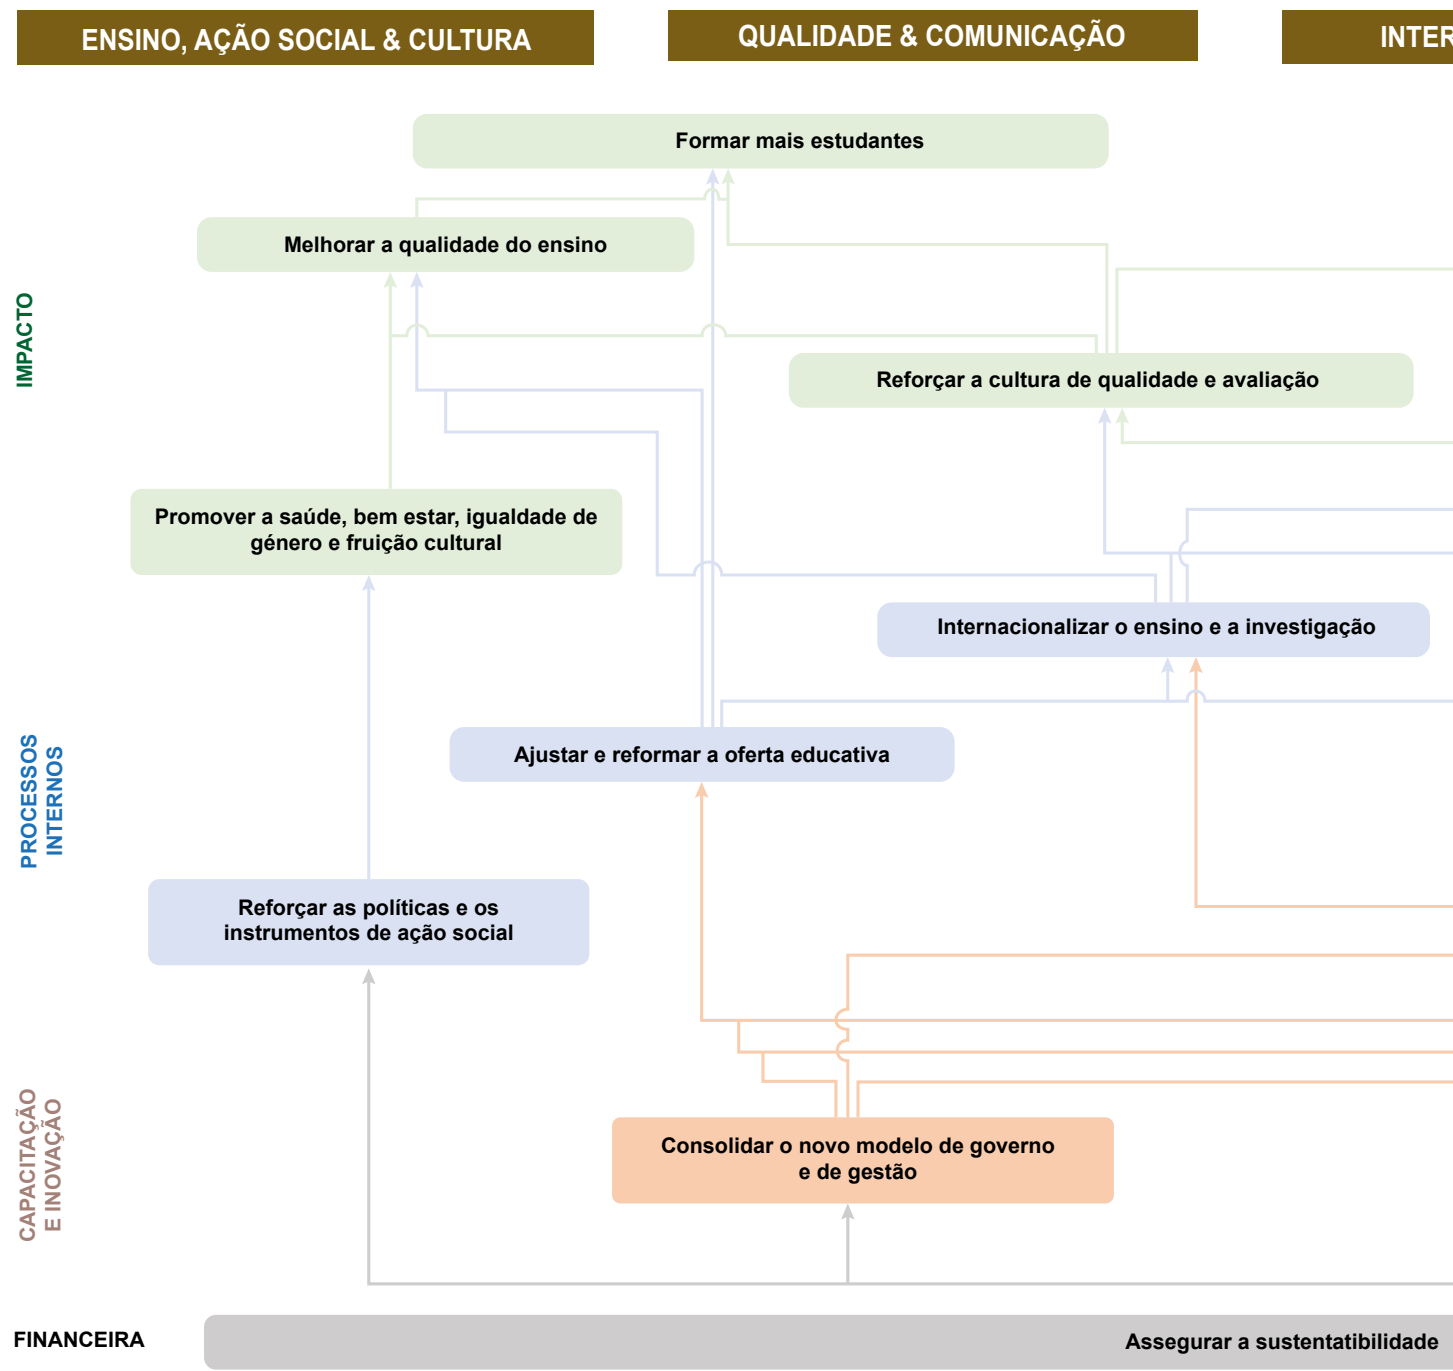 ENSINO, AÇÃO SOCIAL & CULTURA
QUALIDADE & COMUNICAÇÃO
INTER
Formar mais estudantes
Melhorar a qualidade do ensino
IMPACTO
Reforçar a cultura de qualidade e avaliação
Promover a saúde, bem estar, igualdade de
género e fruição cultural
Internacionalizar o ensino e a investigação
PROCESSOS
INTERNOS
Ajustar e reformar a oferta educativa
Reforçar as políticas e os
instrumentos de ação social
CAPACITAÇÃO
E INOVAÇÃO
Consolidar o novo modelo de governo
e de gestão
FINANCEIRA
Assegurar a sustentatibilidade